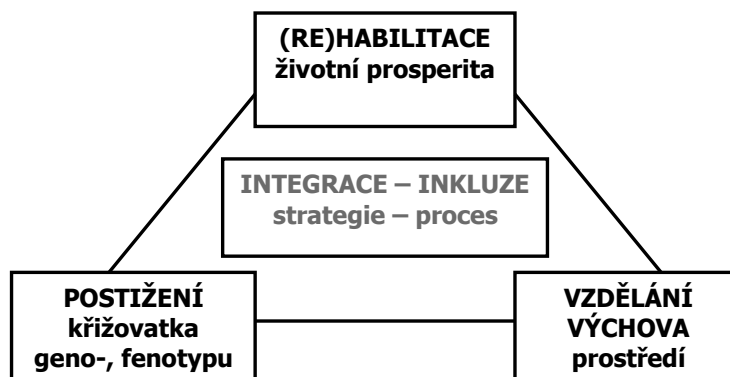 (RE)HABILITACE
životní prosperita
INTEGRACE – INKLUZE
strategie – proces
POSTIŽENÍ
křižovatka
geno-, fenotypu
VZDĚLÁNÍ
VÝCHOVA
prostředí